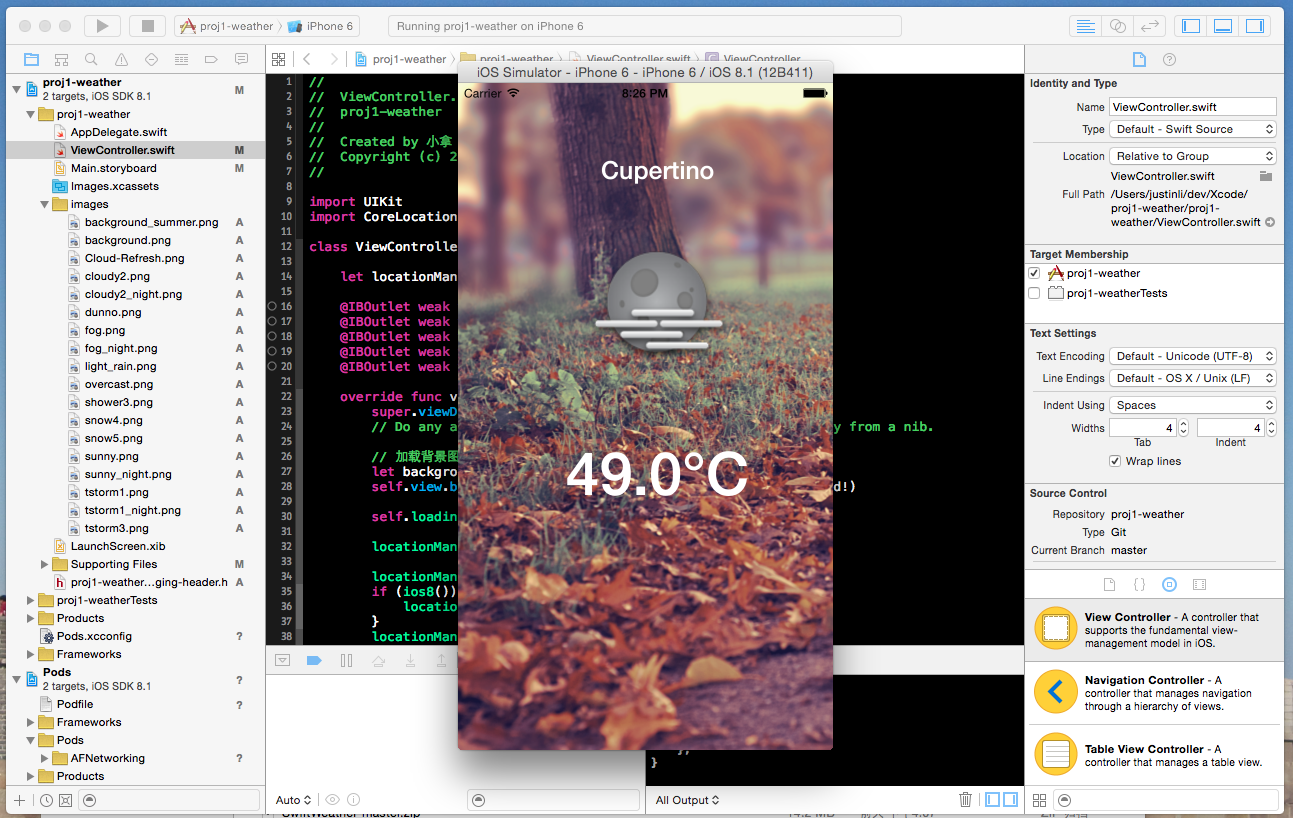 proj1-weather
iPhone 6
Running proj1-weather on iPhone 6
proj1-weather
2 targets, iOS SDK 8.1
M
proj1-weather
AppDelegate.swift
ViewController.swift
M
Main.storyboard
M
Images.xcassets
images
background_summer.png
A
background.png
A
Cloud-Refresh.png
A
cloudy2.png
A
cloudy2_night.png
A
dunno.png
A
fog.png
A
fog_night.png
A
light_rain.png
A
overcast.png
A
shower3.png
A
snow4.png
A
snow5.png
A
sunny.png
A
sunny_night.png
A
tstorm1.png
A
tstorm1_night.png
A
tstorm3.png
A
LaunchScreen.xib
Supporting Files
M
proj1-weather...ging-header.h
A
proj1-weatherTests
Products
Pods.xcconfig
?
Frameworks
Pods
2 targets, iOS SDK 8.1
?
Podfile
?
Frameworks
Pods
AFNetworking
?
Products
proj1-weather
proj1-weather
ViewController.swift
ViewController
1 //
2 // ViewController.
3 // proj1-weather
4 //
5 // Created by 小拿
6 // Copyright (c) 2
7 //
8
9 import UIKit
10 import CoreLocation
11
12 class ViewControlle
13
14 let locationMan
15
16 @IBOutlet weak
17 @IBOutlet weak
18 @IBOutlet weak
19 @IBOutlet weak
20 @IBOutlet weak
21
22 override func v
23 super.viewD
24 // Do any a y from a nib.
25
26 // 加载背景图
27 let backgro
28 self.view.b d!)
29
30 self.loadin
31
32 locationMan
33
34 locationMan
35 if (ios8())
36 locatio
37 }
38 locationMan
iOS Simulator - iPhone 6 - iPhone 6 / iOS 8.1 (12B411)
Carrer
8:26 PM
Cupertino
49.0°C
};
}
Auto
All Output
Identity and Type
Name ViewController.swift
Type Default - Swift Source
Location Relative to Group
ViewController.swift
Full Path /Users/justinli/dev/Xcode/
proj1-weather/proj1-
weather/ViewController.swift
Target Membership
proj1-weather
proj1-weatherTests
Text Settings
Text Encoding Default - Unicode (UTF-8)
Line Endings Default - OS X / Unix (LF)
Indent Using Spaces
Widths 4 4
Tab Indent
Wrap lines
Source Control
Repository proj1-weather
Type Git
Current Branch master
View Controller - A controller that
supports the fundamental view-
management model in iOS.
Navigation Controller - A
controller that manages navigation
through a hierarchy of views.
Table View Controller - A
controller that manages a table view.